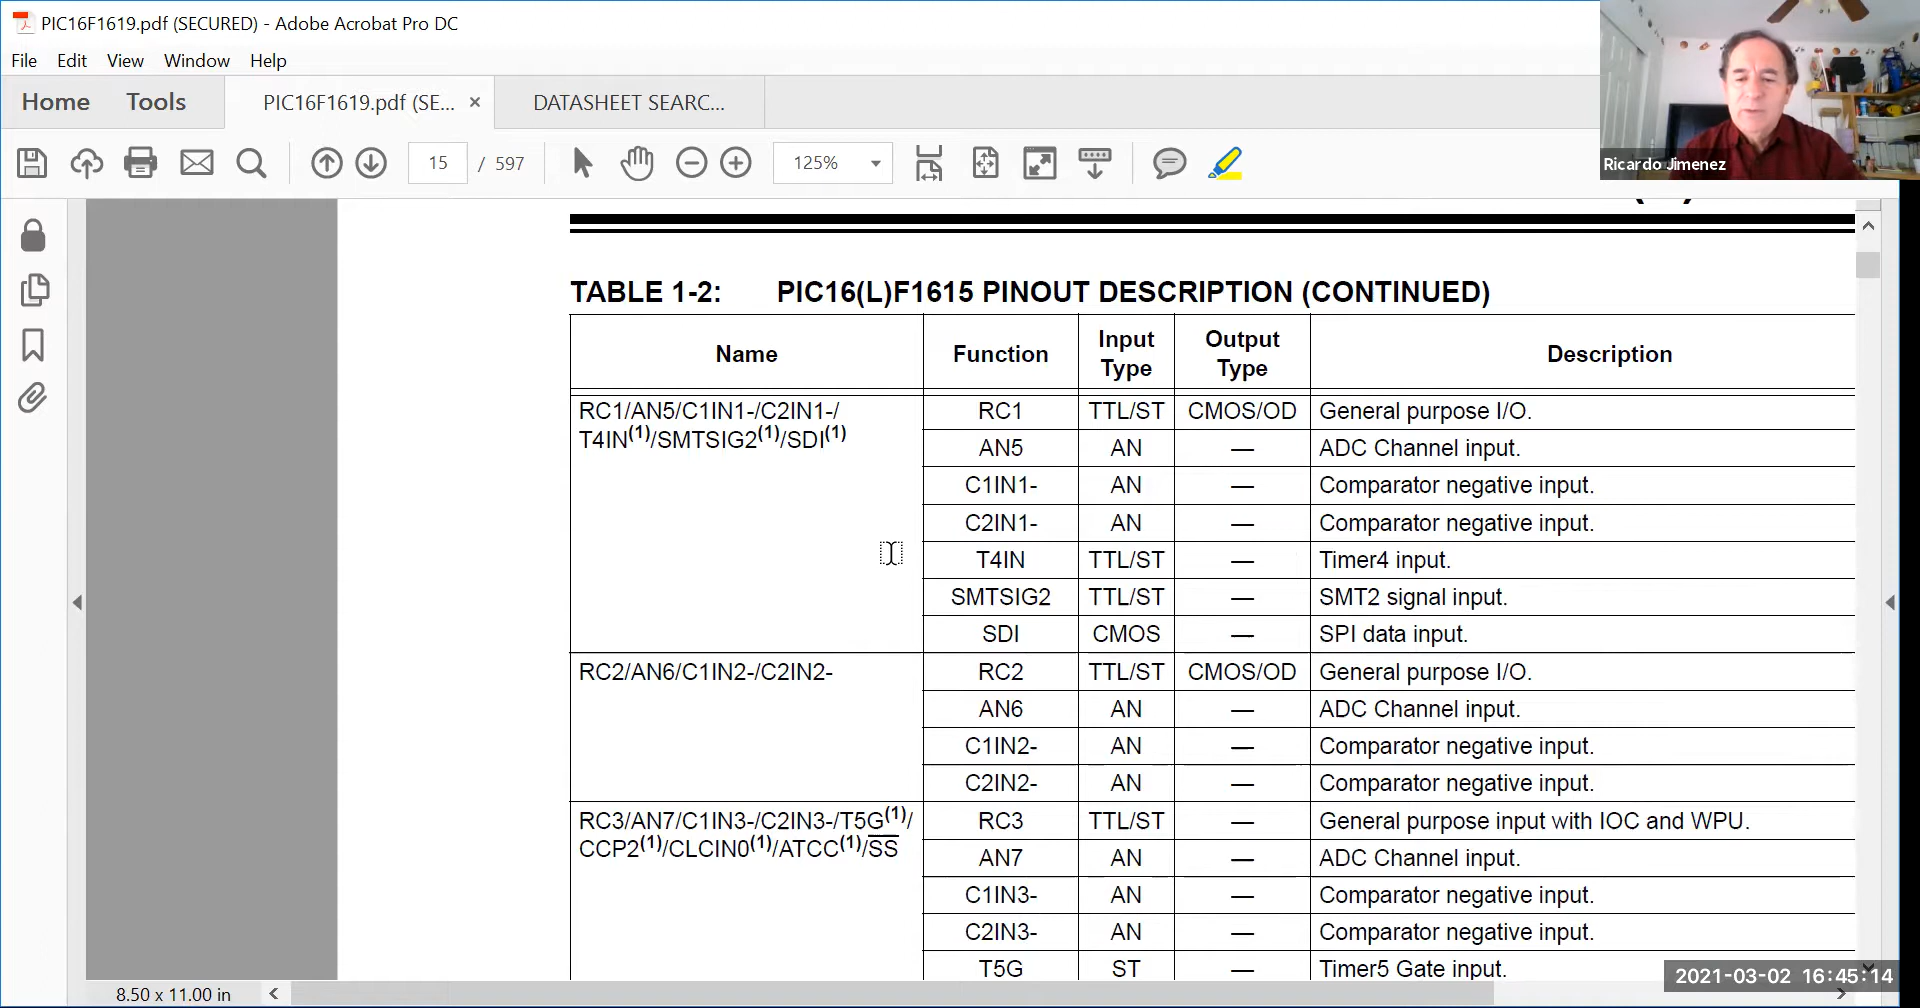 PIC16F1619.pdf (SECURED) - Adobe Acrobat Pro DC
File Edit View Window Help
Home Tools PIC16F1619.pdf (SE... × DATASHEET SEARC...
15 / 597 125%
Ricardo Jimenez
TABLE 1-2: PIC16(L)F1615 PINOUT DESCRIPTION (CONTINUED)
Name Function Input Type Output Type Description
RC1/AN5/C1IN1-/C2IN1-/
T4IN(1)/SMTSIG2(1)/SDI(1)
RC1 TTL/ST CMOS/OD General purpose I/O.
AN5 AN — ADC Channel input.
C1IN1- AN — Comparator negative input.
C2IN1- AN — Comparator negative input.
T4IN TTL/ST — Timer4 input.
SMTSIG2 TTL/ST — SMT2 signal input.
SDI CMOS — SPI data input.
RC2/AN6/C1IN2-/C2IN2- RC2 TTL/ST CMOS/OD General purpose I/O.
AN6 AN — ADC Channel input.
C1IN2- AN — Comparator negative input.
C2IN2- AN — Comparator negative input.
RC3/AN7/C1IN3-/C2IN3-/T5G(1)/
CCP2(1)/CLCIN0(1)/ATCC(1)/SS
RC3 TTL/ST — General purpose input with IOC and WPU.
AN7 AN — ADC Channel input.
C1IN3- AN — Comparator negative input.
C2IN3- AN — Comparator negative input.
T5G ST — Timer5 Gate input.
8.50 x 11.00 in
2021-03-02 16:45:14